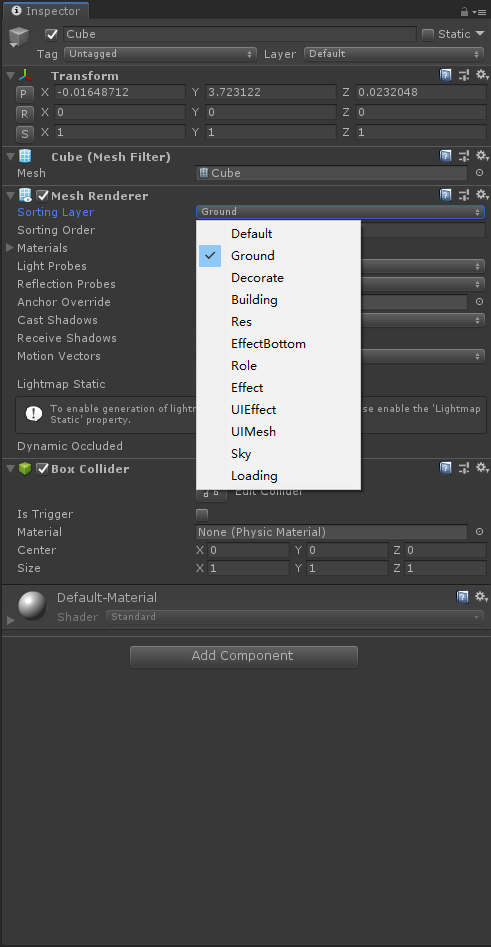 Inspector
Cube
Static
Tag Untagged Layer Default
Transform
P X -0.01648712 Y 3.723122 Z 0.0232048
R X 0 Y 0 Z 0
S X 1 Y 1 Z 1
Cube (Mesh Filter)
Mesh Cube
Mesh Renderer
Sorting Layer Ground
Sorting Order
Materials
Light Probes
Reflection Probes
Anchor Override
Cast Shadows
Receive Shadows
Motion Vectors
Default
Ground
Decorate
Building
Res
EffectBottom
Role
Effect
UIEffect
UIMesh
Sky
Loading
Lightmap Static
To enable generation of lightm se enable the 'Lightmap
Static' property.
Dynamic Occluded
Box Collider
Edit Collider
Is Trigger
Material None (Physic Material)
Center X 0 Y 0 Z 0
Size X 1 Y 1 Z 1
Default-Material
Shader Standard
Add Component